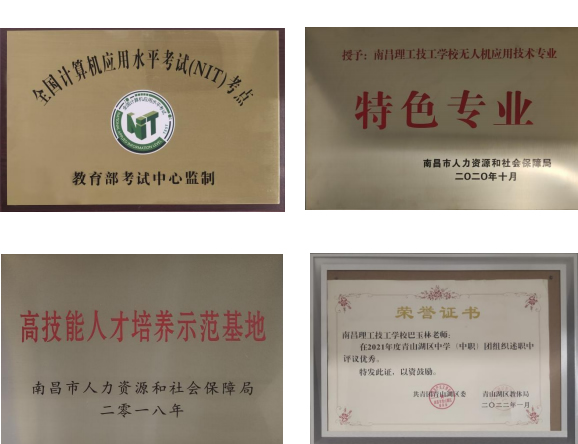 全国计算机应用水平考试(NIT)考点
NIT
教育部考试中心监制
授予：南昌理工技工学校无人机应用技术专业
特色专业
南昌市人力资源和社会保障局
二〇二〇年十月
高技能人才培养示范基地
南昌市人力资源和社会保障局
二零一八年
荣誉证书
南昌理工技工学校巴玉林老师：
在2021年度青山湖区中学（中职）团组织述职中
评议优秀。
特发此证，以资鼓励。
共青团青山湖区委 青山湖区教体局
二〇二二年一月